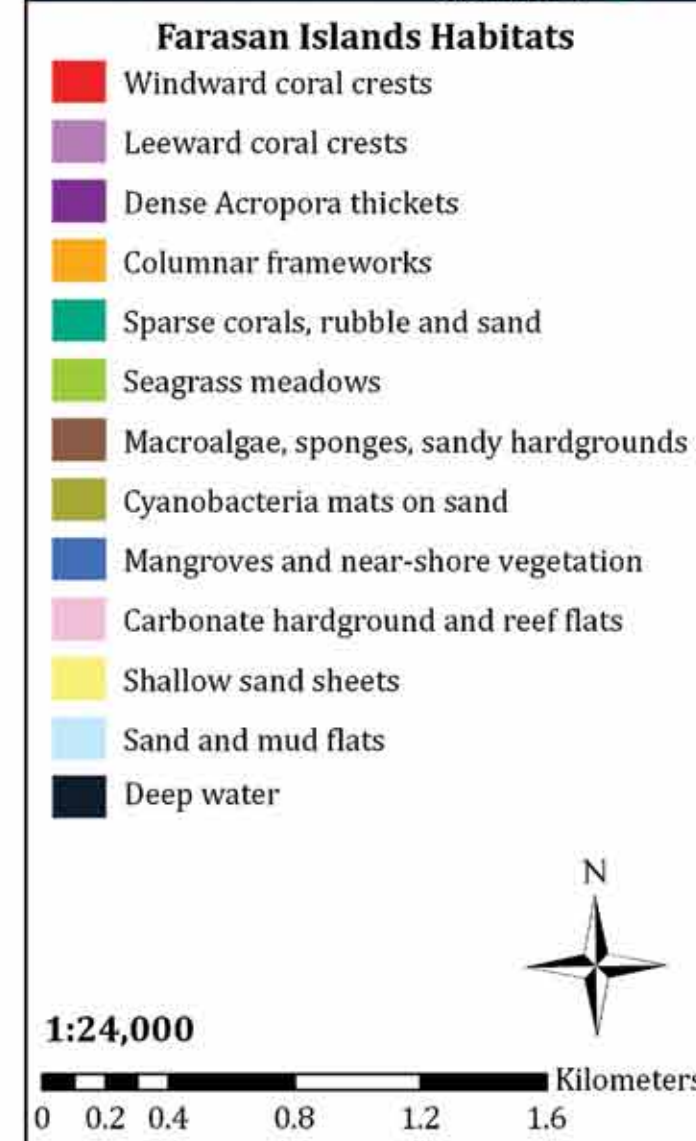 Farasan Islands Habitats
Windward coral crests
Leeward coral crests
Dense Acropora thickets
Columnar frameworks
Sparse corals, rubble and sand
Seagrass meadows
Macroalgae, sponges, sandy hardgrounds
Cyanobacteria mats on sand
Mangroves and near-shore vegetation
Carbonate hardground and reef flats
Shallow sand sheets
Sand and mud flats
Deep water
N
1:24,000
Kilometers
0 0.2 0.4 0.8 1.2 1.6